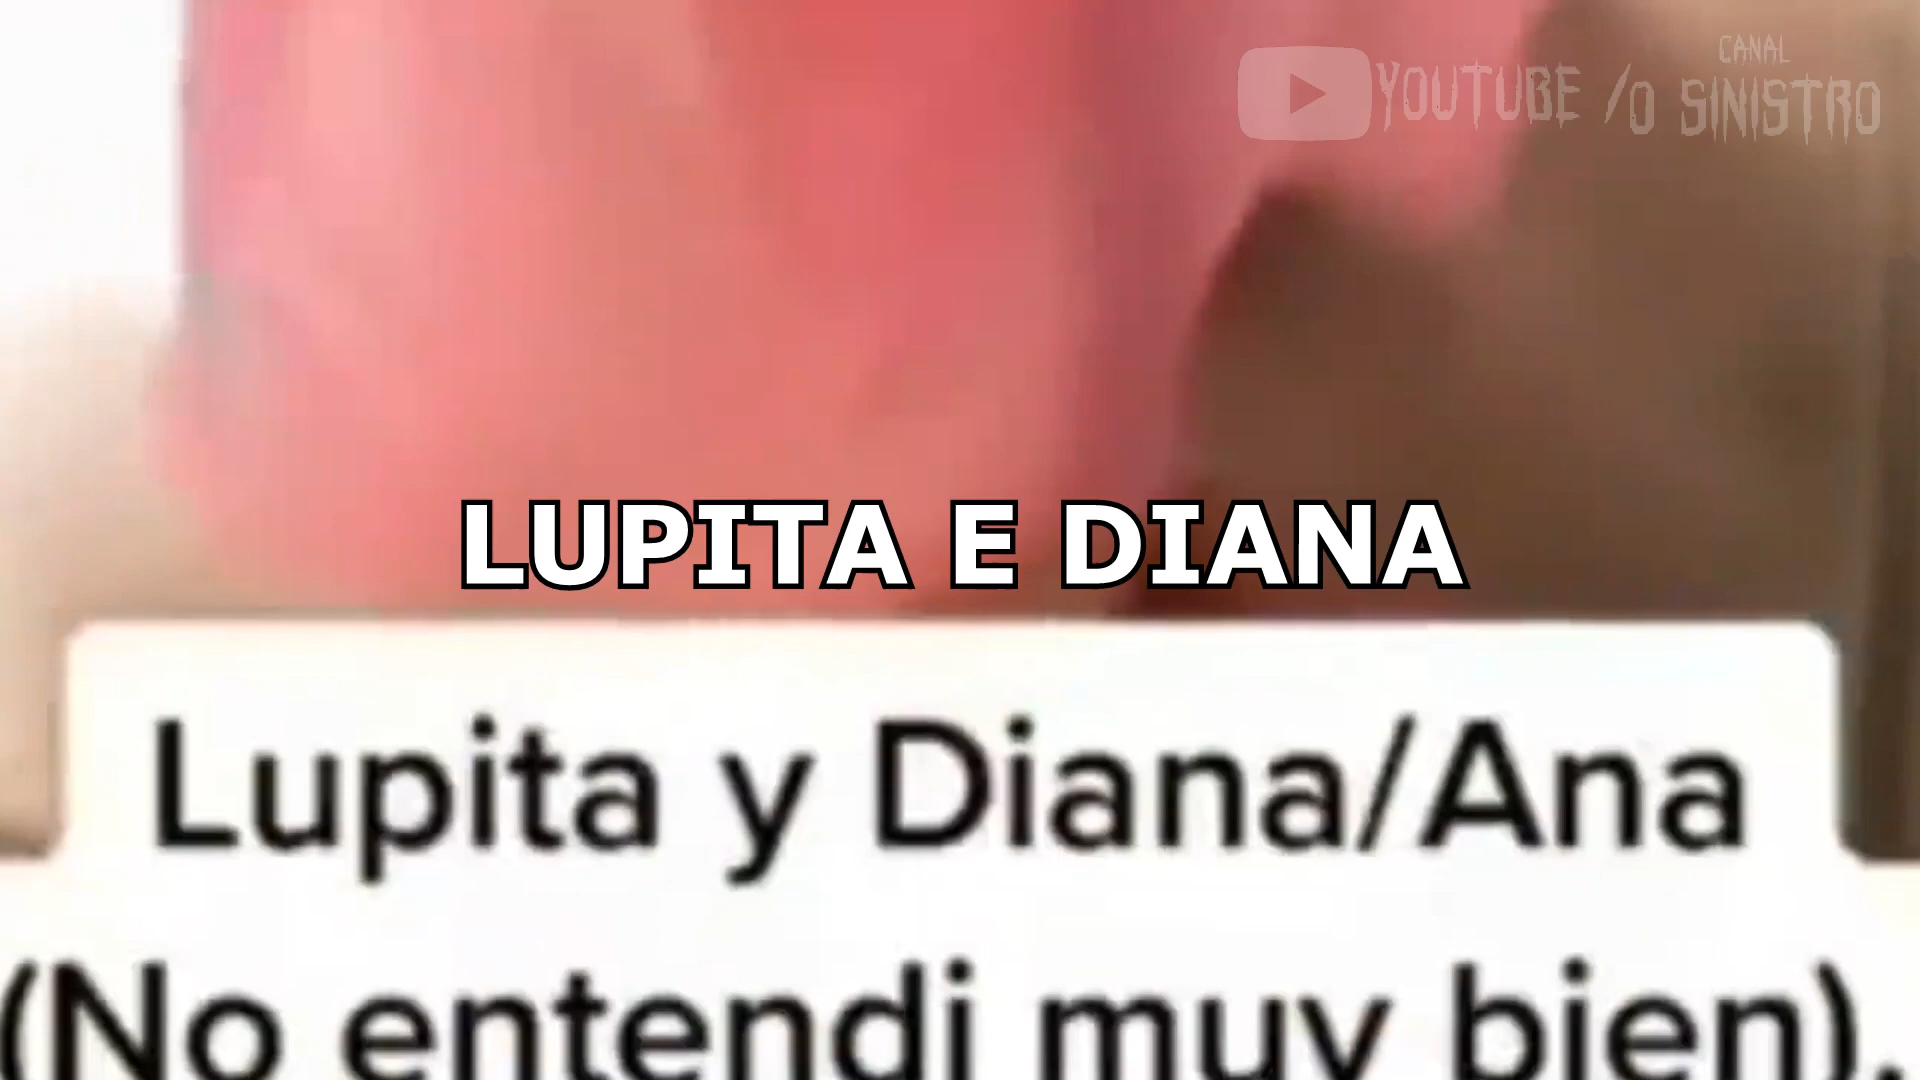 CANAL
YOUTUBE /O SINISTRO
LUPITA E DIANA
Lupita y Diana/Ana
(No entendi muy bien).